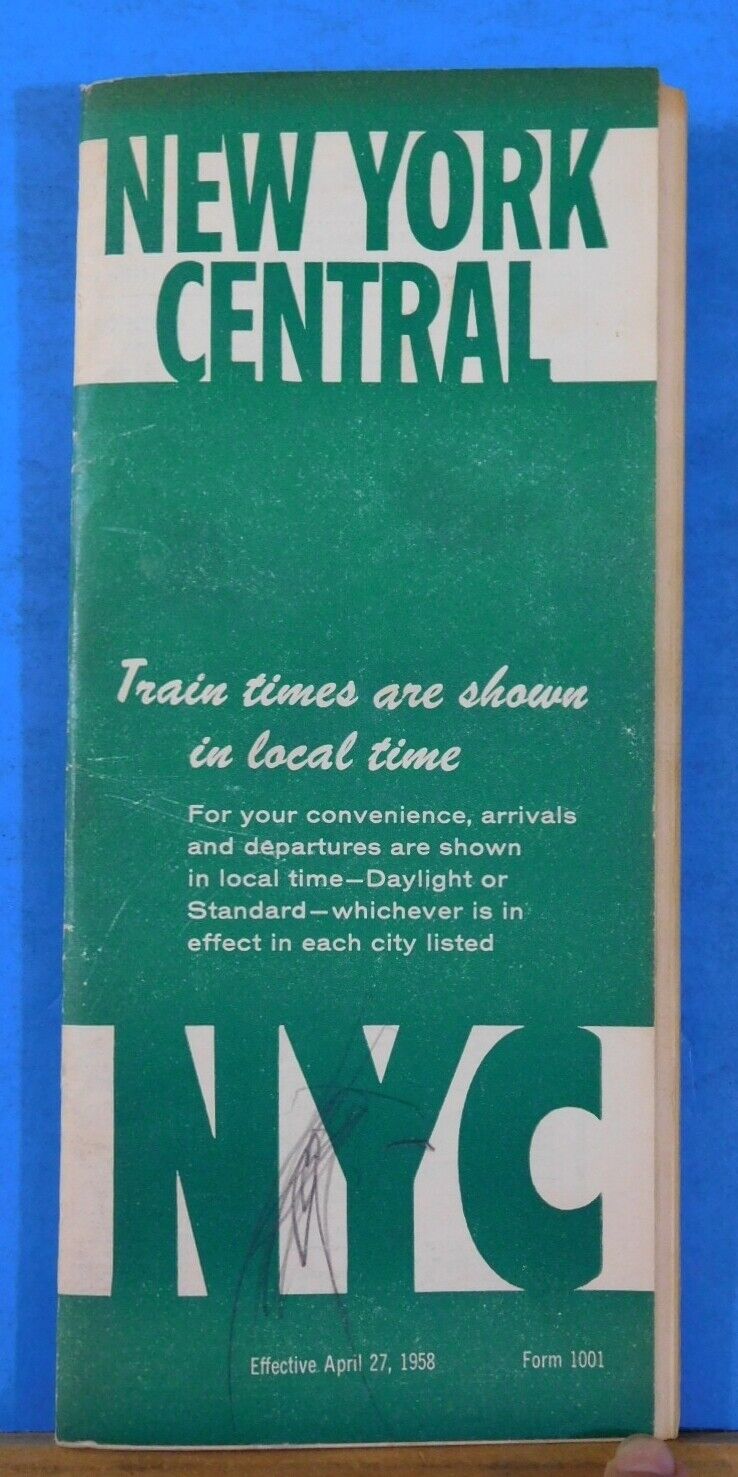 NEW YORK
CENTRAL
Train times are shown
in local time
For your convenience, arrivals
and departures are shown
in local time—Daylight or
Standard—whichever is in
effect in each city listed
NYC
Effective April 27, 1958 Form 1001